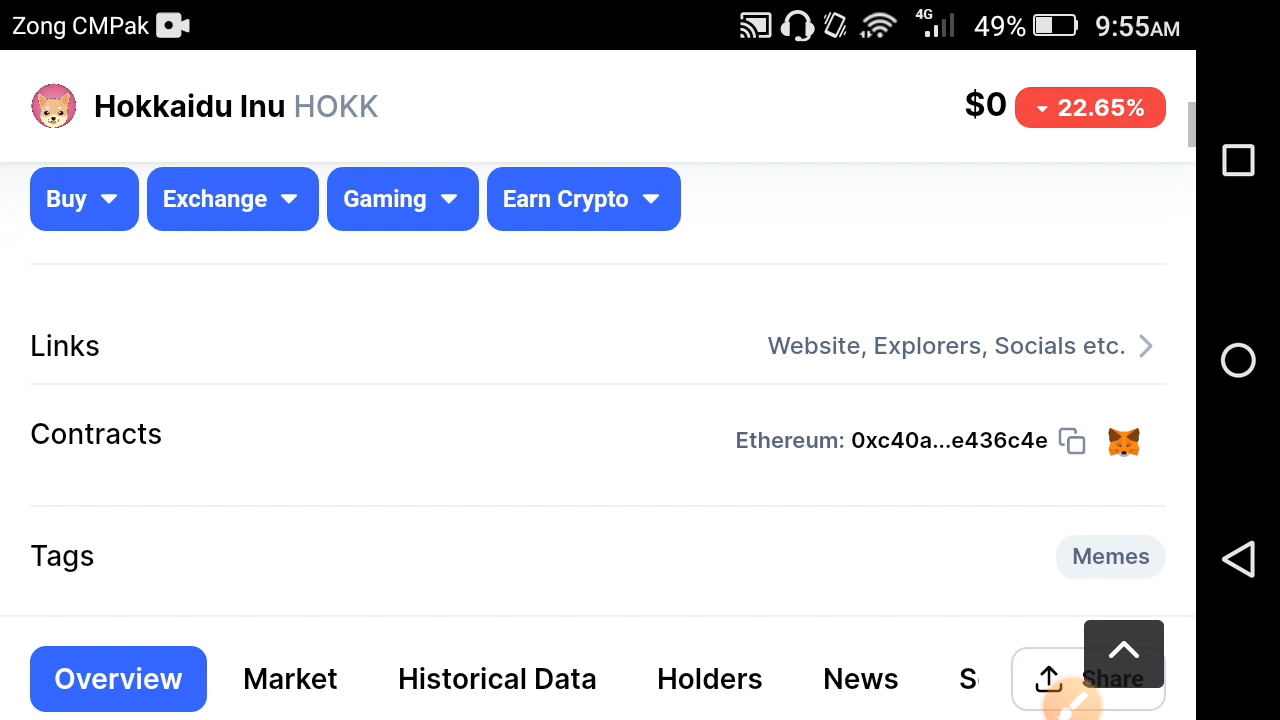 Zong CMPak 4G 49% 9:55AM
Hokkaidu Inu HOKK $0 22.65%
Buy Exchange Gaming Earn Crypto
Links Website, Explorers, Socials etc.
Contracts Ethereum: 0xc40a...e436c4e
Tags Memes
Overview Market Historical Data Holders News S Share